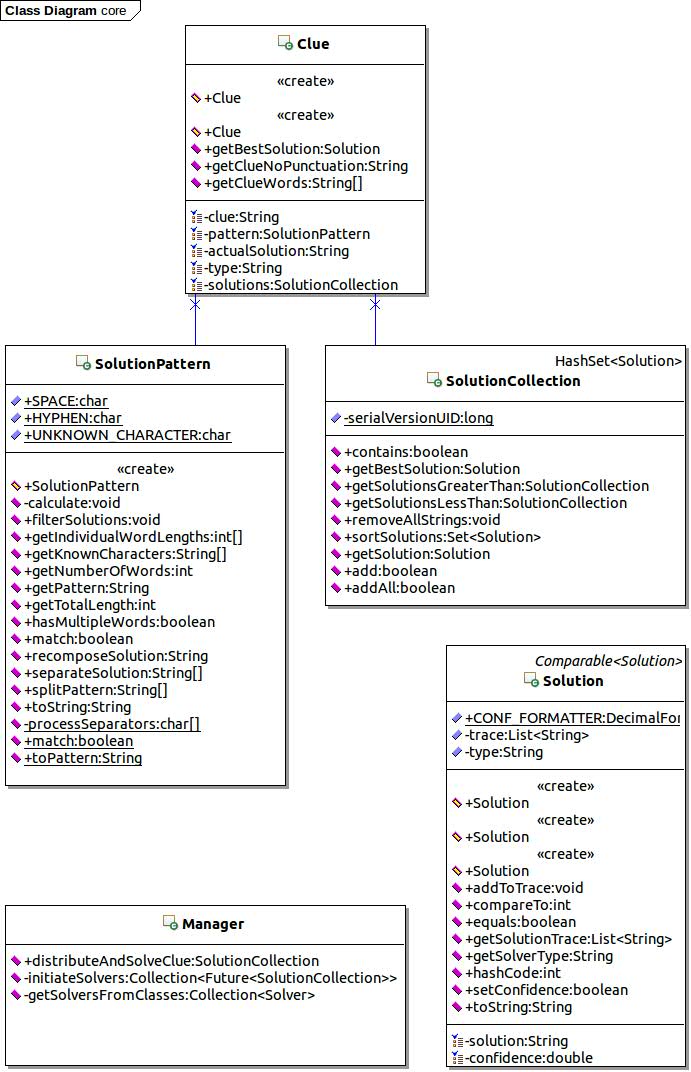 Class Diagram core
Clue
«create»
+Clue
«create»
+Clue
+getBestSolution:Solution
+getClueNoPunctuation:String
+getClueWords:String[]
-clue:String
-pattern:SolutionPattern
-actualSolution:String
-type:String
-solutions:SolutionCollection
SolutionPattern
+SPACE:char
+HYPHEN:char
+UNKNOWN_CHARACTER:char
«create»
+SolutionPattern
-calculate:void
+filterSolutions:void
+getIndividualWordLengths:int[]
+getKnownCharacters:String[]
+getNumberOfWords:int
+getPattern:String
+getTotalLength:int
+hasMultipleWords:boolean
+match:boolean
+recomposeSolution:String
+separateSolution:String[]
+splitPattern:String[]
+toString:String
-processSeparators:char[]
+match:boolean
+toPattern:String
HashSet<Solution>
SolutionCollection
-serialVersionUID:long
+contains:boolean
+getBestSolution:Solution
+getSolutionsGreaterThan:SolutionCollection
+getSolutionsLessThan:SolutionCollection
+removeAllStrings:void
+sortSolutions:Set<Solution>
+getSolution:Solution
+add:boolean
+addAll:boolean
Comparable<Solution>
Solution
+CONF_FORMATTER:DecimalFor
-trace:List<String>
-type:String
«create»
+Solution
«create»
+Solution
«create»
+Solution
+addToTrace:void
+compareTo:int
+equals:boolean
+getSolutionTrace:List<String>
+getSolverType:String
+hashCode:int
+setConfidence:boolean
+toString:String
-solution:String
-confidence:double
Manager
+distributeAndSolveClue:SolutionCollection
-initiateSolvers:Collection<Future<SolutionCollection>>
-getSolversFromClasses:Collection<Solver>